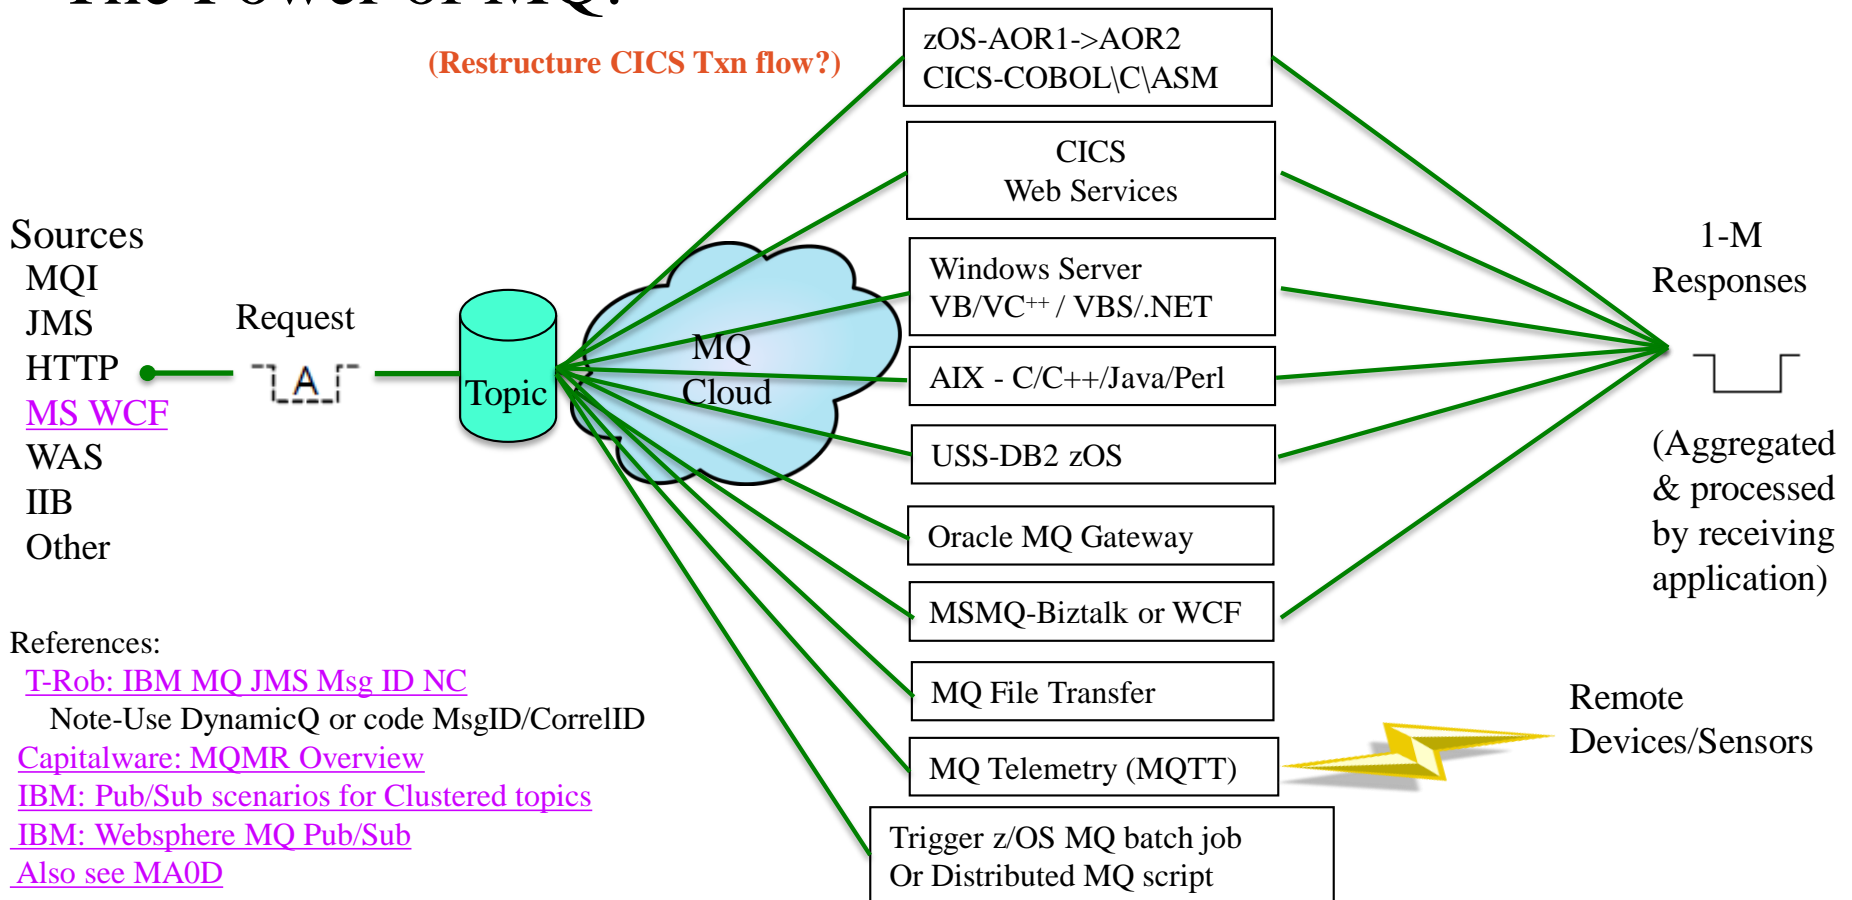 The Power of MQ!
(Restructure CICS Txn flow?)
zOS-AOR1->AOR2
CICS-COBOL\C\ASM
CICS
Web Services
Sources
MQI
JMS
HTTP
MS WCF
WAS
IIB
Other
Request
A
Topic
MQ
Cloud
Windows Server
VB/VC++ / VBS/.NET
AIX - C/C++/Java/Perl
USS-DB2 zOS
Oracle MQ Gateway
MSMQ-Biztalk or WCF
MQ File Transfer
MQ Telemetry (MQTT)
Trigger z/OS MQ batch job
Or Distributed MQ script
1-M
Responses
(Aggregated
& processed
by receiving
application)
Remote
Devices/Sensors
References:
T-Rob: IBM MQ JMS Msg ID NC
Note-Use DynamicQ or code MsgID/CorrelID
Capitalware: MQMR Overview
IBM: Pub/Sub scenarios for Clustered topics
IBM: Websphere MQ Pub/Sub
Also see MA0D